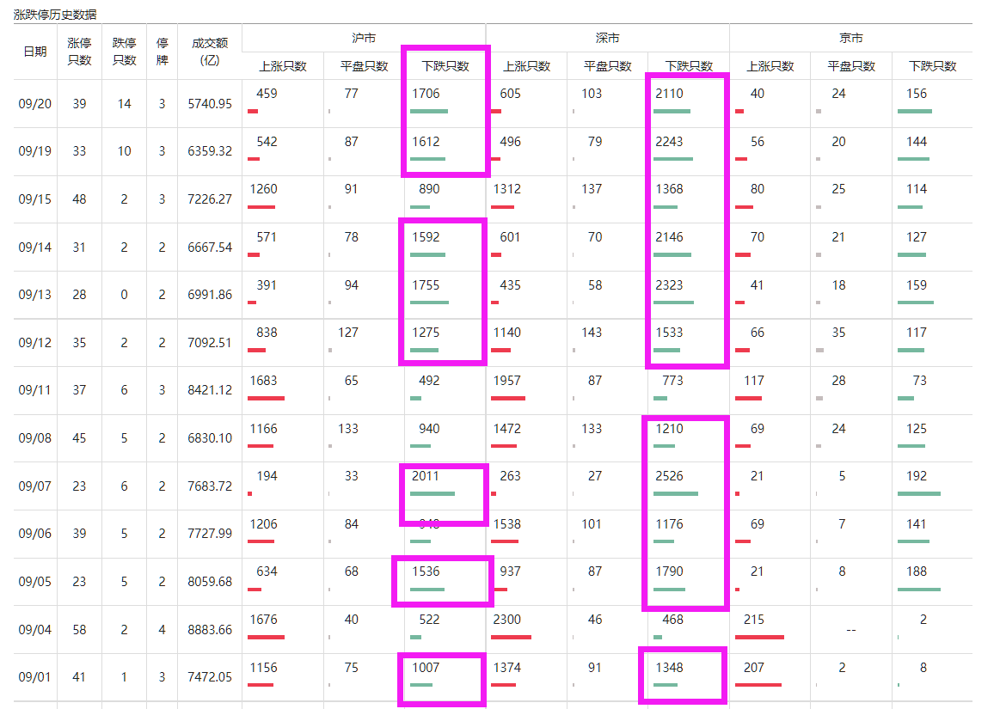 涨跌停历史数据
日期 涨停只数 跌停只数 停牌 成交额(亿) 沪市 深市 京市
上涨只数 平盘只数 下跌只数 上涨只数 平盘只数 下跌只数 上涨只数 平盘只数 下跌只数
09/20 39 14 3 5740.95 459 77 1706 605 103 2110 40 24 156
09/19 33 10 3 6359.32 542 87 1612 496 79 2243 56 20 144
09/15 48 2 3 7226.27 1260 91 890 1312 137 1368 80 25 114
09/14 31 2 2 6667.54 571 78 1592 601 70 2146 70 21 127
09/13 28 0 2 6991.86 391 94 1755 435 58 2323 41 18 159
09/12 35 2 2 7092.51 838 127 1275 1140 143 1533 66 35 117
09/11 37 6 3 8421.12 1683 65 492 1957 87 773 117 28 73
09/08 45 5 2 6830.10 1166 133 940 1472 133 1210 69 24 125
09/07 23 6 2 7683.72 194 33 2011 263 27 2526 21 5 192
09/06 39 5 2 7727.99 1206 84 1538 101 1176 69 7 141
09/05 23 5 2 8059.68 634 68 1536 937 87 1790 21 8 188
09/04 58 2 4 8883.66 1676 40 522 2300 46 468 215 -- 2
09/01 41 1 3 7472.05 1156 75 1007 1374 91 1348 207 2 8